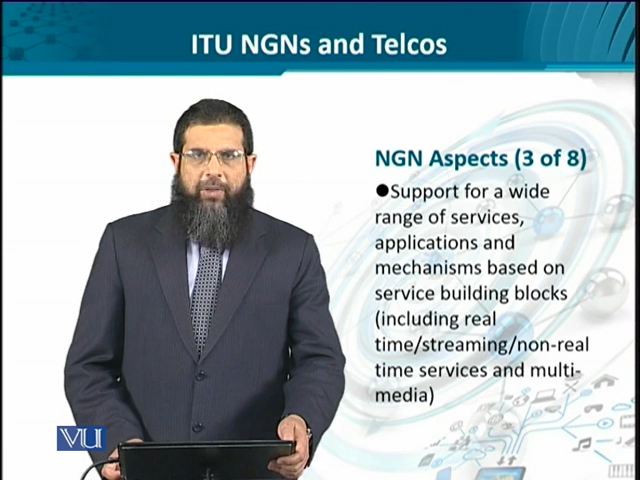 ITU NGNs and Telcos
NGN Aspects (3 of 8)
●Support for a wide
range of services,
applications and
mechanisms based on
service building blocks
(including real
time/streaming/non-real
time services and multi-
media)
VU